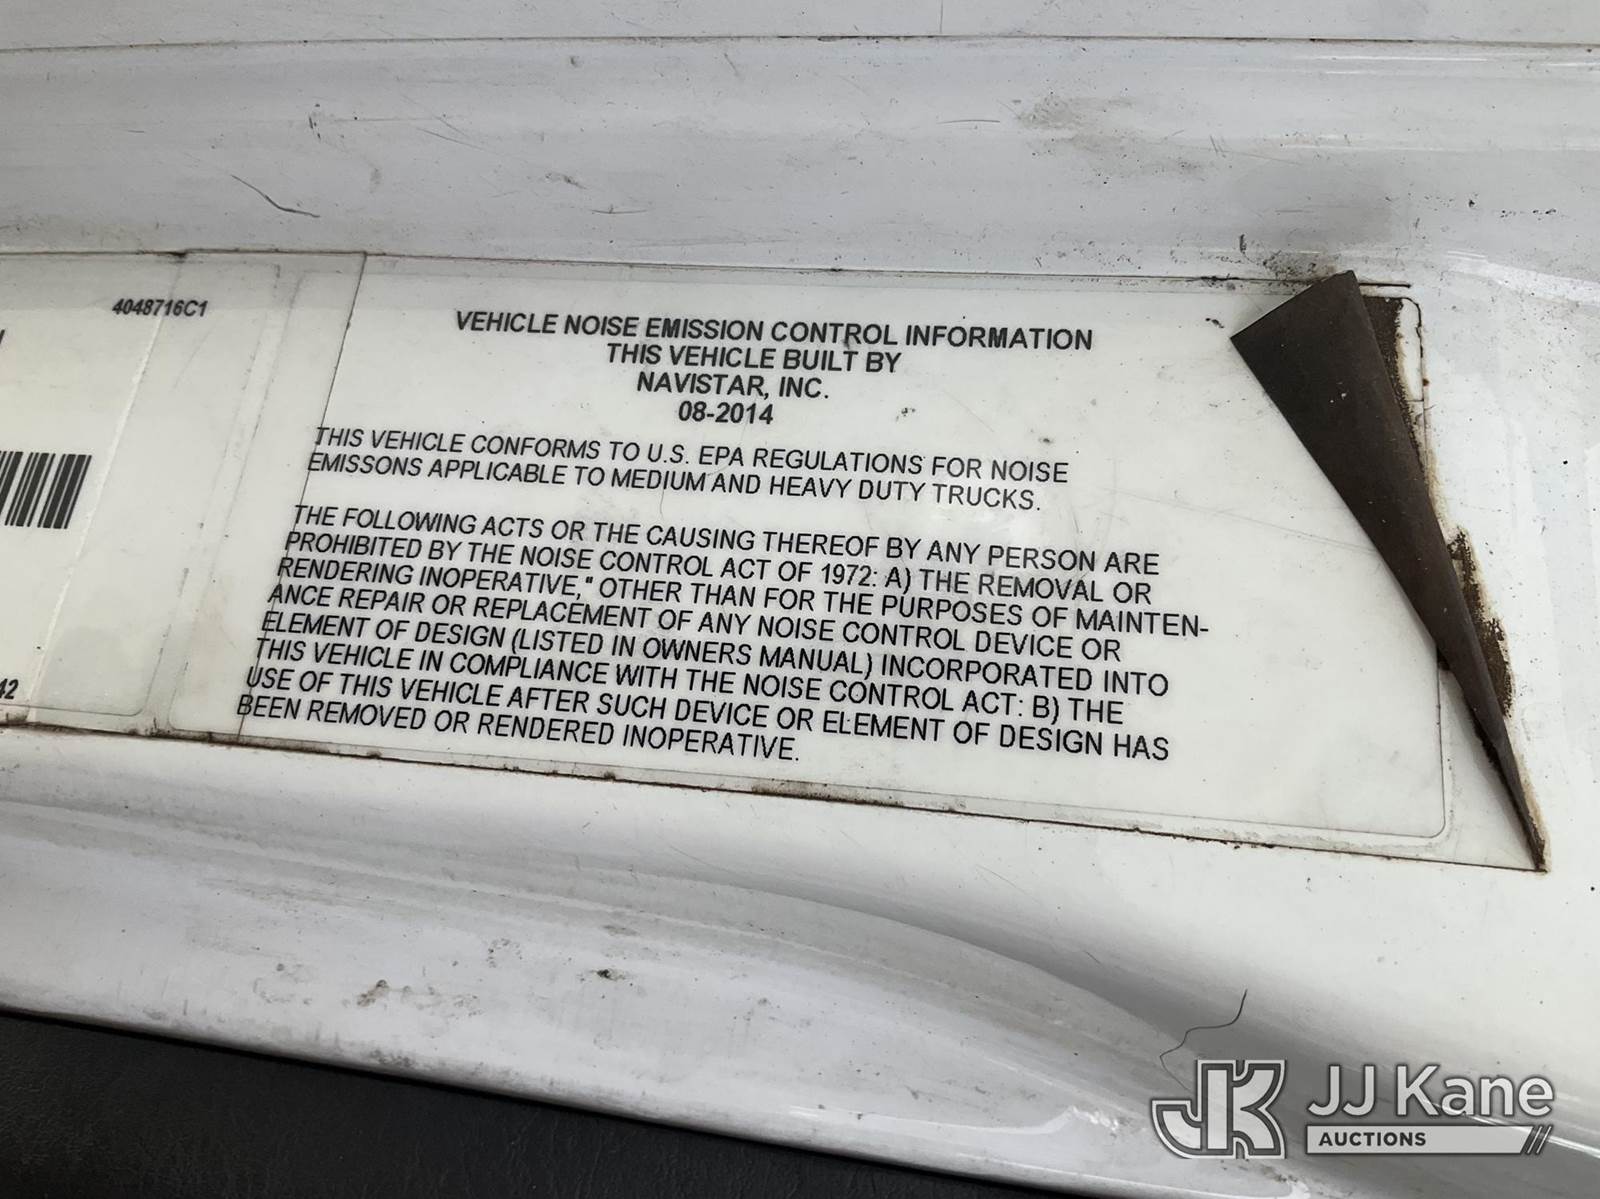 4048716C1
VEHICLE NOISE EMISSION CONTROL INFORMATION
THIS VEHICLE BUILT BY
NAVISTAR, INC.
08-2014
THIS VEHICLE CONFORMS TO U.S. EPA REGULATIONS FOR NOISE
EMISSONS APPLICABLE TO MEDIUM AND HEAVY DUTY TRUCKS.
THE FOLLOWING ACTS OR THE CAUSING THEREOF BY ANY PERSON ARE
PROHIBITED BY THE NOISE CONTROL ACT OF 1972: A) THE REMOVAL OR
RENDERING INOPERATIVE," OTHER THAN FOR THE PURPOSES OF MAINTEN-
ANCE REPAIR OR REPLACEMENT OF ANY NOISE CONTROL DEVICE OR
ELEMENT OF DESIGN (LISTED IN OWNERS MANUAL) INCORPORATED INTO
THIS VEHICLE IN COMPLIANCE WITH THE NOISE CONTROL ACT: B) THE
USE OF THIS VEHICLE AFTER SUCH DEVICE OR ELEMENT OF DESIGN HAS
BEEN REMOVED OR RENDERED INOPERATIVE.
42
JK JJ Kane
AUCTIONS